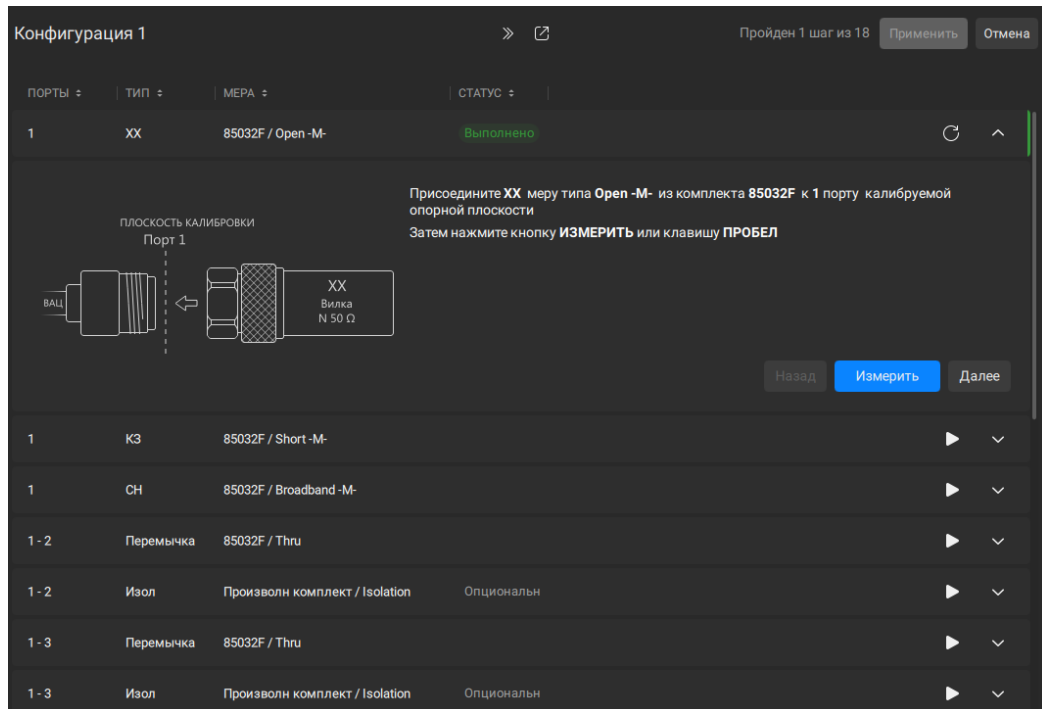 Конфигурация 1
Пройден 1 шаг из 18 Применить Отмена
ПОРТЫ ТИП МЕРА СТАТУС
1 ХХ 85032F / Open -M- Выполнено
Присоедините ХХ меру типа Open -M- из комплекта 85032F к 1 порту калибруемой
опорной плоскости
Затем нажмите кнопку ИЗМЕРИТЬ или клавишу ПРОБЕЛ
ПЛОСКОСТЬ КАЛИБРОВКИ
Порт 1
ВАЦ
ХХ
Вилка
N 50 Ω
Назад Измерить Далее
1 КЗ 85032F / Short -M-
1 СН 85032F / Broadband -M-
1 - 2 Перемычка 85032F / Thru
1 - 2 Изол Произволн комплект / Isolation Опциональн
1 - 3 Перемычка 85032F / Thru
1 - 3 Изол Произволн комплект / Isolation Опциональн